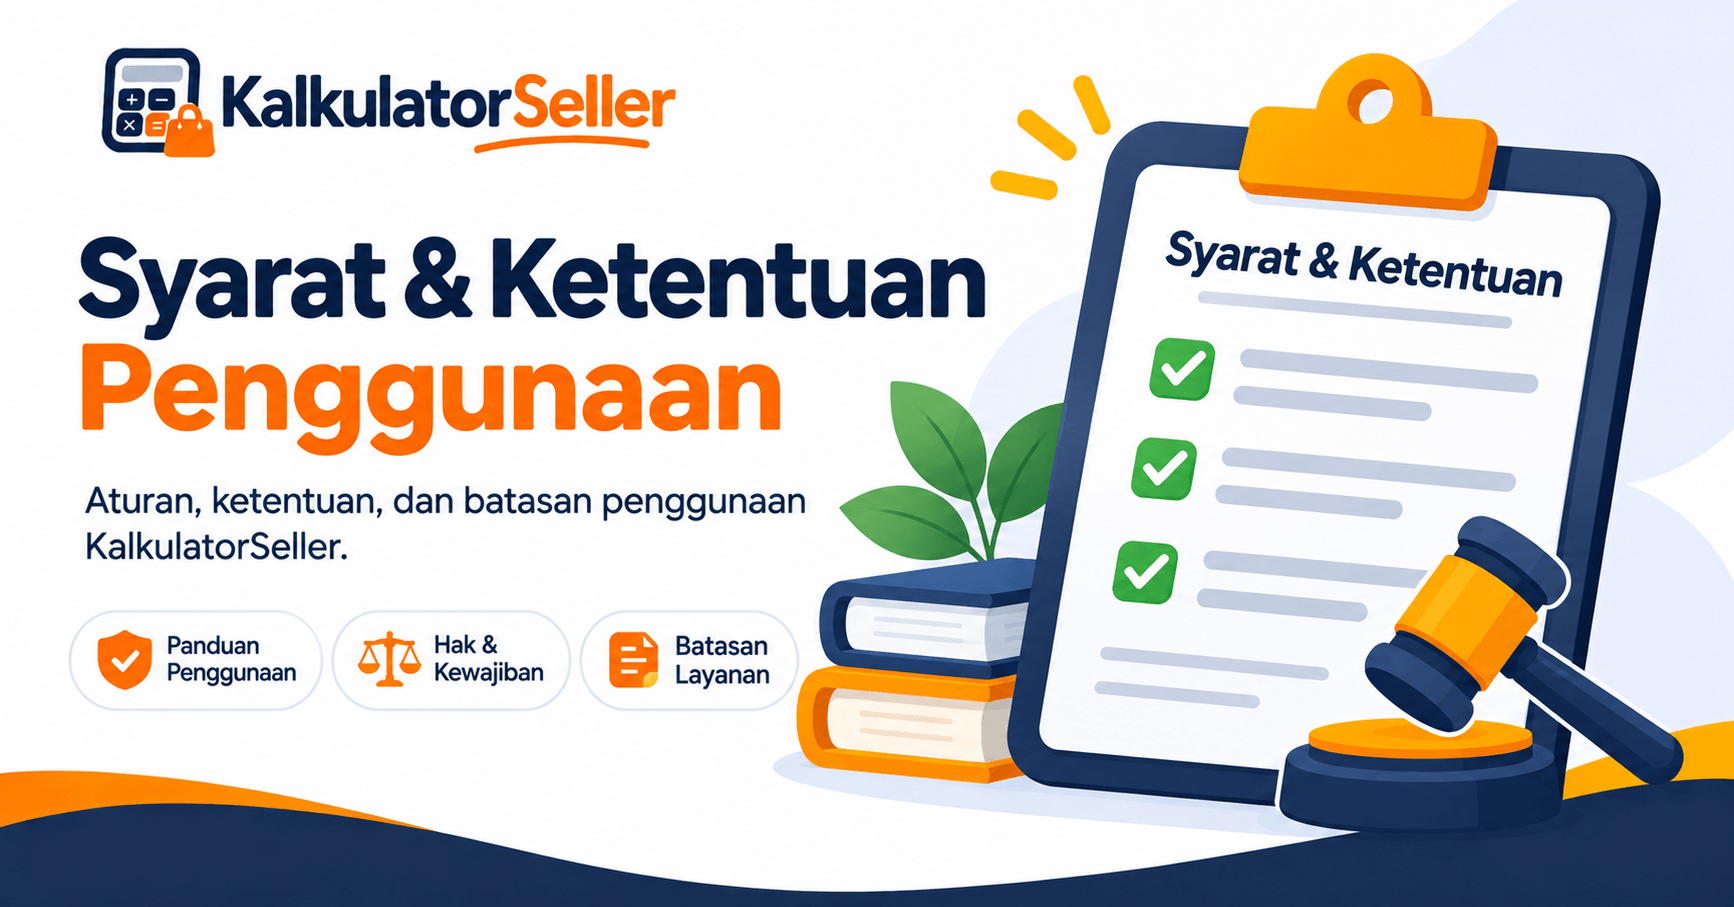 KalkulatorSeller
Syarat & Ketentuan
Penggunaan
Aturan, ketentuan, dan batasan penggunaan
KalkulatorSeller.
Panduan
Penggunaan
Hak &
Kewajiban
Batasan
Layanan
Syarat & Ketentuan